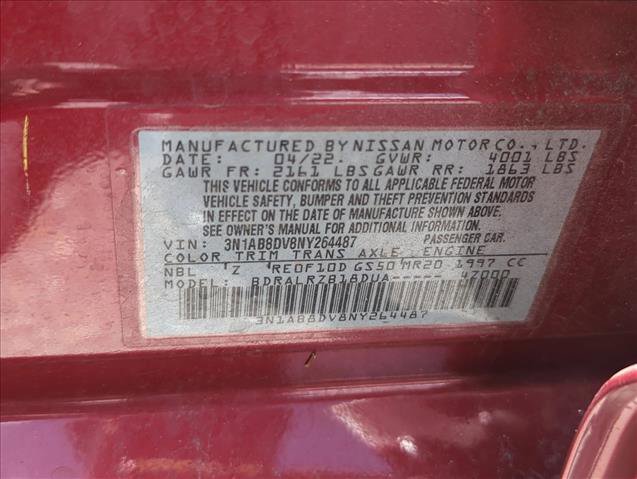 MANUFACTURED BY NISSAN MOTOR CO., LTD.
DATE: 04/22. GVWR: 4001 LBS
GAWR FR: 2161 LBS GAWR RR: 1863 LBS
THIS VEHICLE CONFORMS TO ALL APPLICABLE FEDERAL MOTOR
VEHICLE SAFETY, BUMPER AND THEFT PREVENTION STANDARDS
IN EFFECT ON THE DATE OF MANUFACTURE SHOWN ABOVE.
SEE OWNER'S MANUAL FOR ADDITIONAL INFORMATION
VIN: 3N1AB8DV8NY264487 PASSENGER CAR.
COLOR TRIM TRANS AXLE ENGINE
NBL Z RE0F10D GS50 MR20 1997 CC
MODEL: BDRALRZB18DUA----- 47000
3N1AB8DV8NY264487